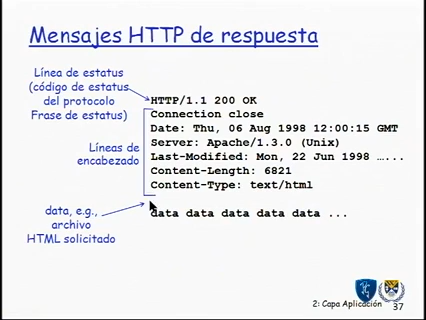 Mensajes HTTP de respuesta
Línea de estatus
(código de estatus
del protocolo
Frase de estatus)
HTTP/1.1 200 OK
Connection close
Date: Thu, 06 Aug 1998 12:00:15 GMT
Server: Apache/1.3.0 (Unix)
Last-Modified: Mon, 22 Jun 1998 …...
Content-Length: 6821
Content-Type: text/html
Líneas de
encabezado
data, e.g.,
archivo
HTML solicitado
data data data data data ...
2: Capa Aplicación
37